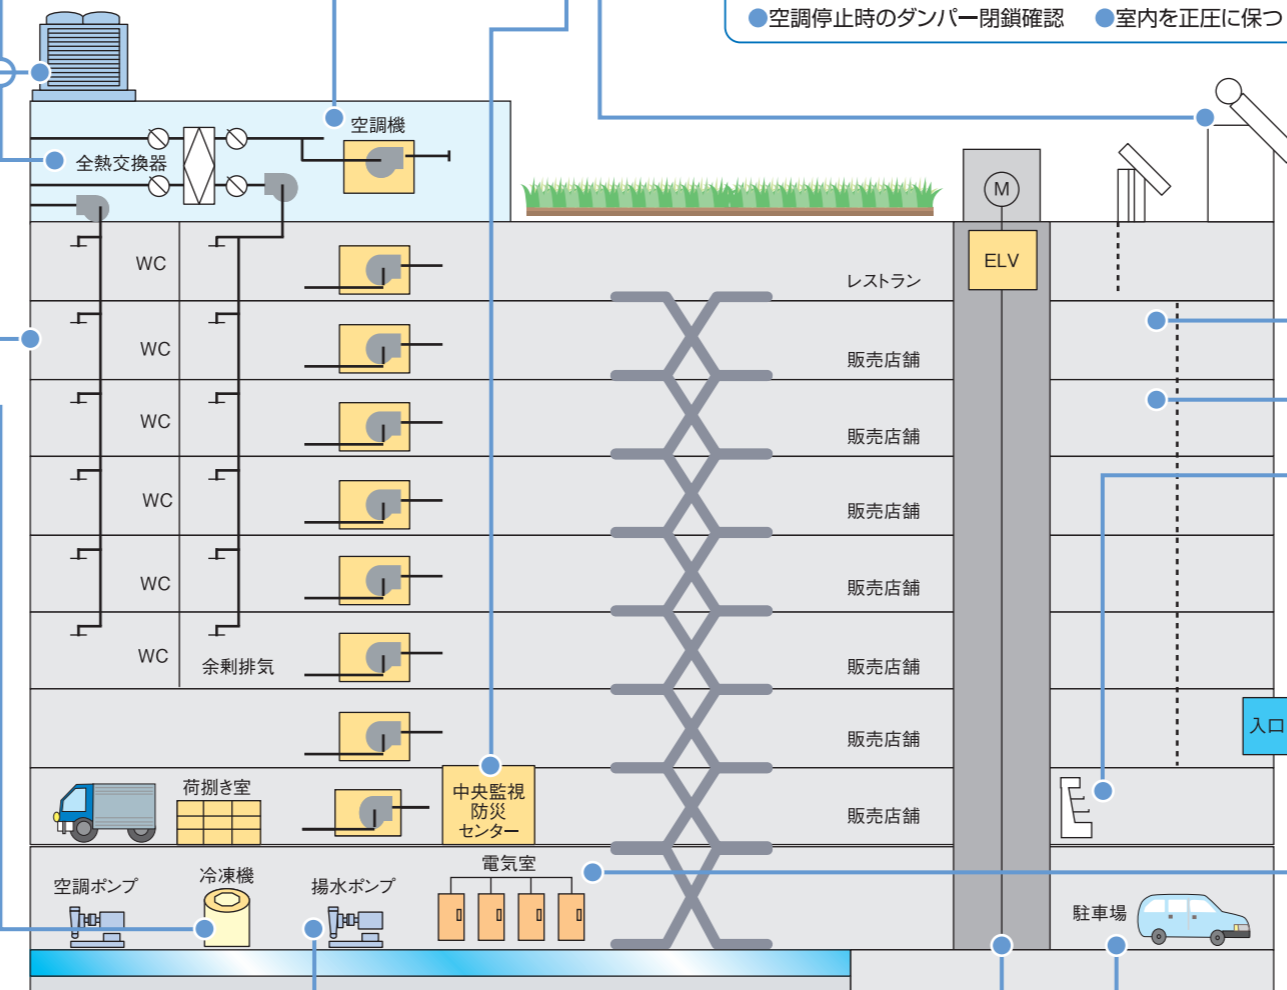 ●空調停止時のダンパー閉鎖確認　●室内を正圧に保つ
空調機
全熱交換器
M
WC
ELV
レストラン
WC
販売店舗
WC
販売店舗
WC
販売店舗
WC
販売店舗
WC
余剰排気
販売店舗
入口
販売店舗
荷捌き室
中央監視
防災
センター
販売店舗
電気室
空調ポンプ
冷凍機
揚水ポンプ
駐車場